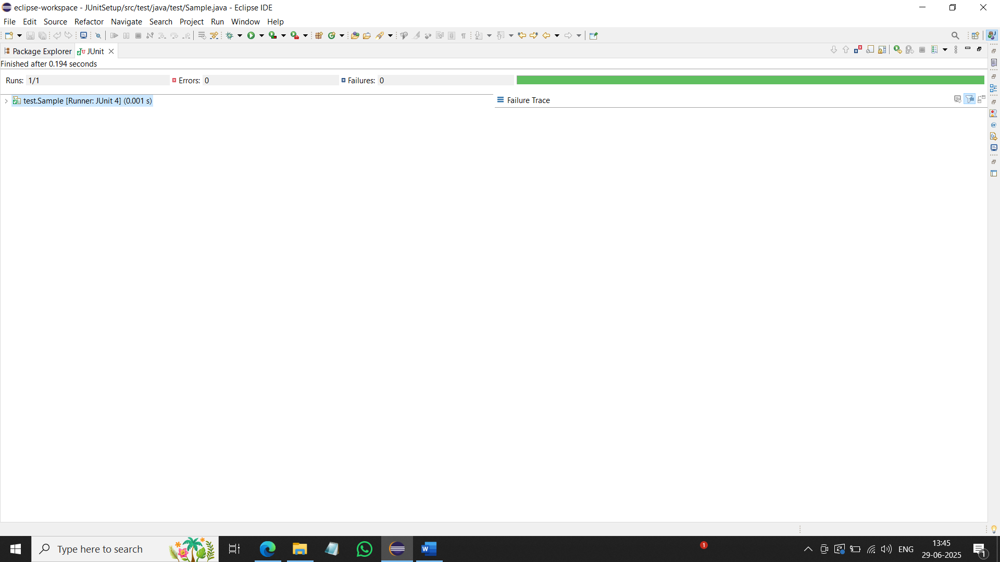 eclipse-workspace - JUnitSetup/src/test/java/test/Sample.java - Eclipse IDE
File Edit Source Refactor Navigate Search Project Run Window Help
Package Explorer JUnit
Finished after 0.194 seconds
Runs: 1/1 Errors: 0 Failures: 0
test.Sample [Runner: JUnit 4] (0.001 s)
Failure Trace
Type here to search
1
ENG
13:45
29-06-2025
1